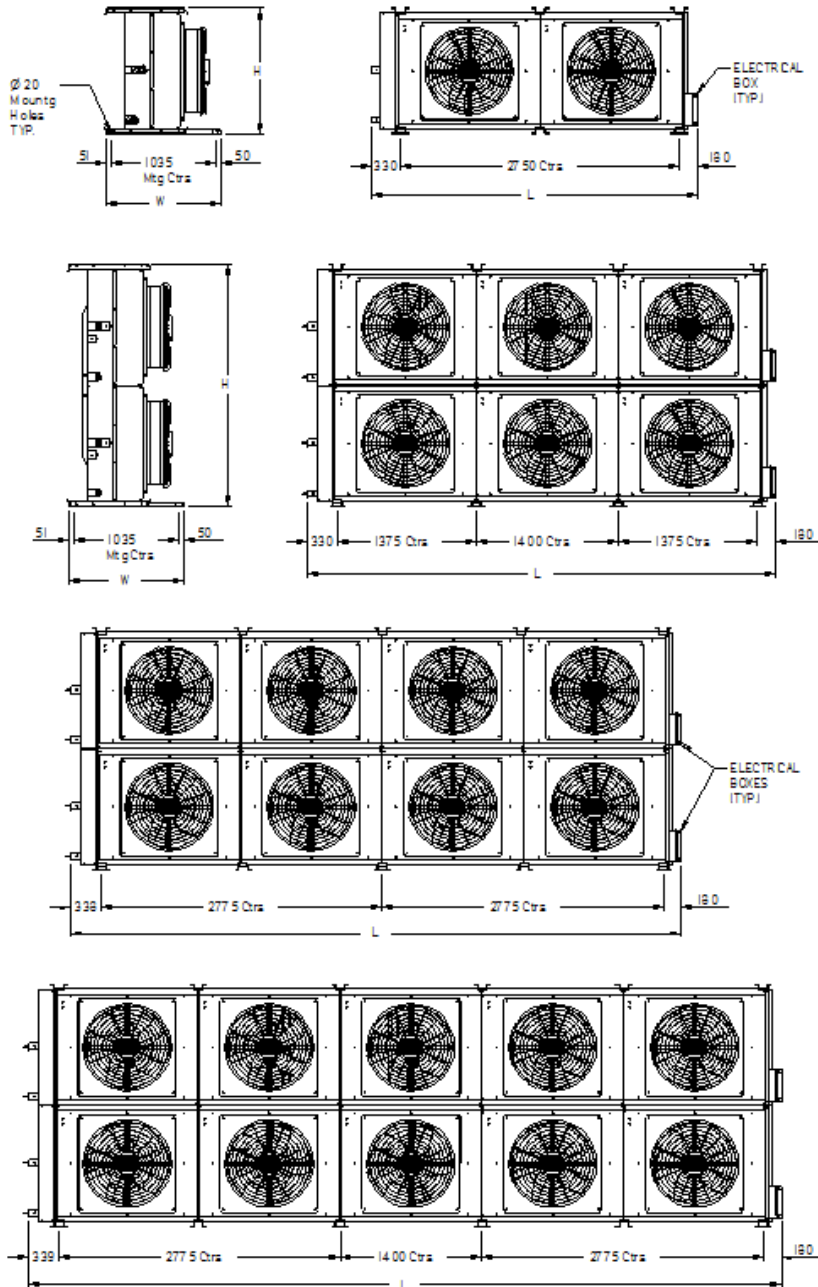 Ø 20
Mountg
Holes
TYP.
H
51
1035
Mtg Ctrs
50
W
ELECTRICAL
BOX
(TYP.)
330
2750 Ctrs
180
L
H
51
1035
Mtg Ctrs
50
W
330
1375 Ctrs
1400 Ctrs
1375 Ctrs
180
L
ELECTRICAL
BOXES
(TYP.)
338
2775 Ctrs
2775 Ctrs
180
L
339
2775 Ctrs
1400 Ctrs
2775 Ctrs
180
L